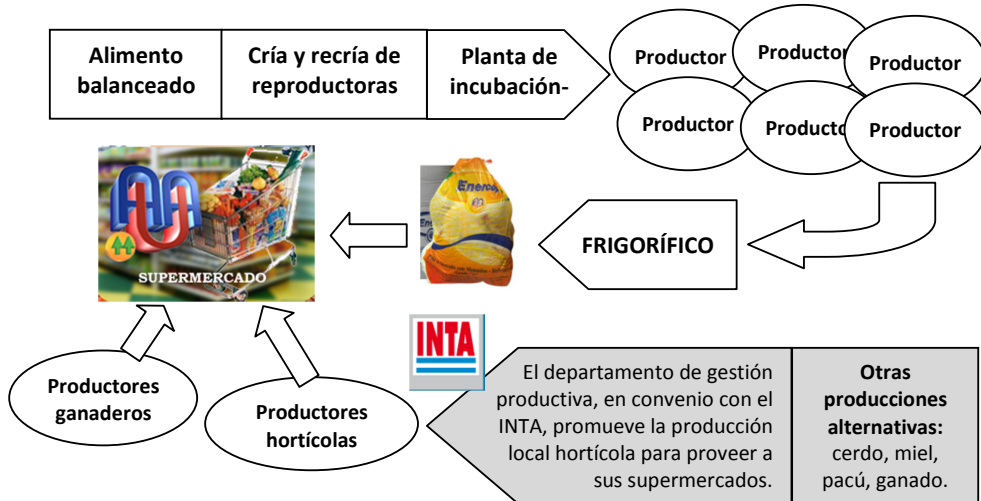 Alimento
balanceado
Cría y recría de
reproductoras
Planta de
incubación-
Productor
Productor
Productor
Productor
Producto
Productor
SUPERMERCADO
Enerco
FRIGORÍFICO
INTA
Productores
ganaderos
Productores
hortícolas
El departamento de gestión
productiva, en convenio con el
INTA, promueve la producción
local hortícola para proveer a
sus supermercados.
Otras
producciones
alternativas:
cerdo, miel,
pacú, ganado.